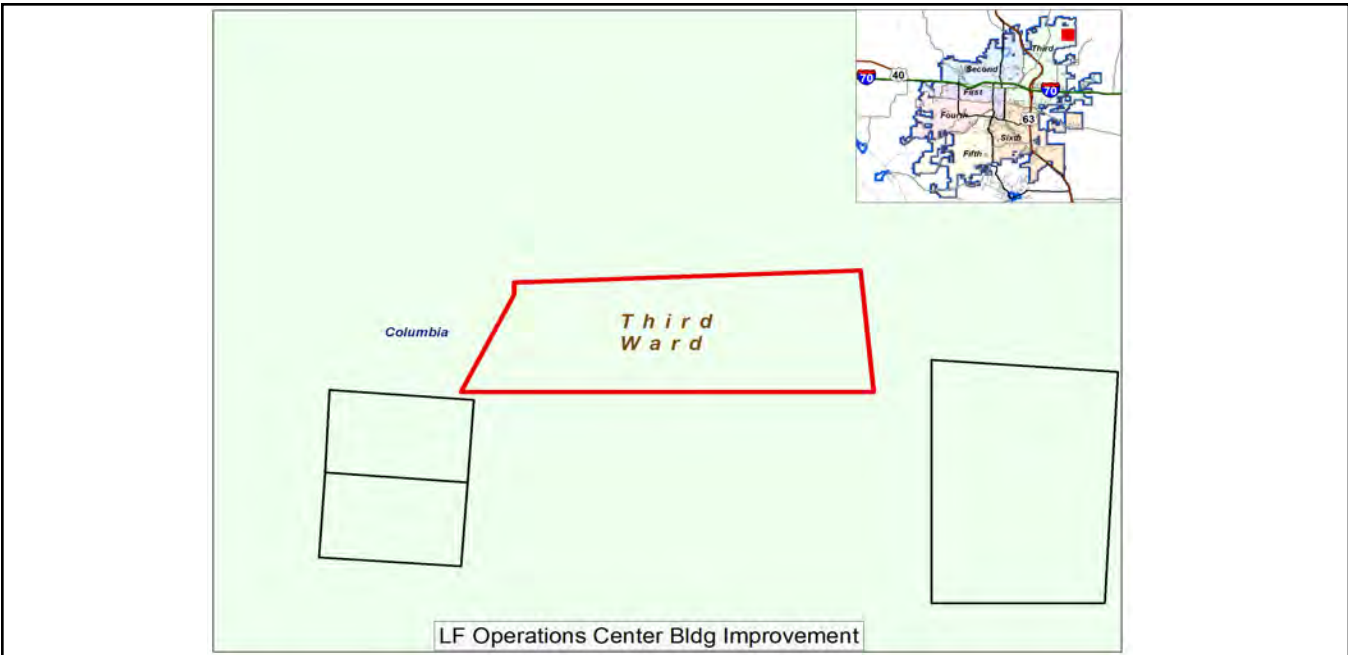 Third
Second
40
70
First
70
Fourth
63
Sixth
Fifth
Third
Ward
Columbia
LF Operations Center Bldg Improvement